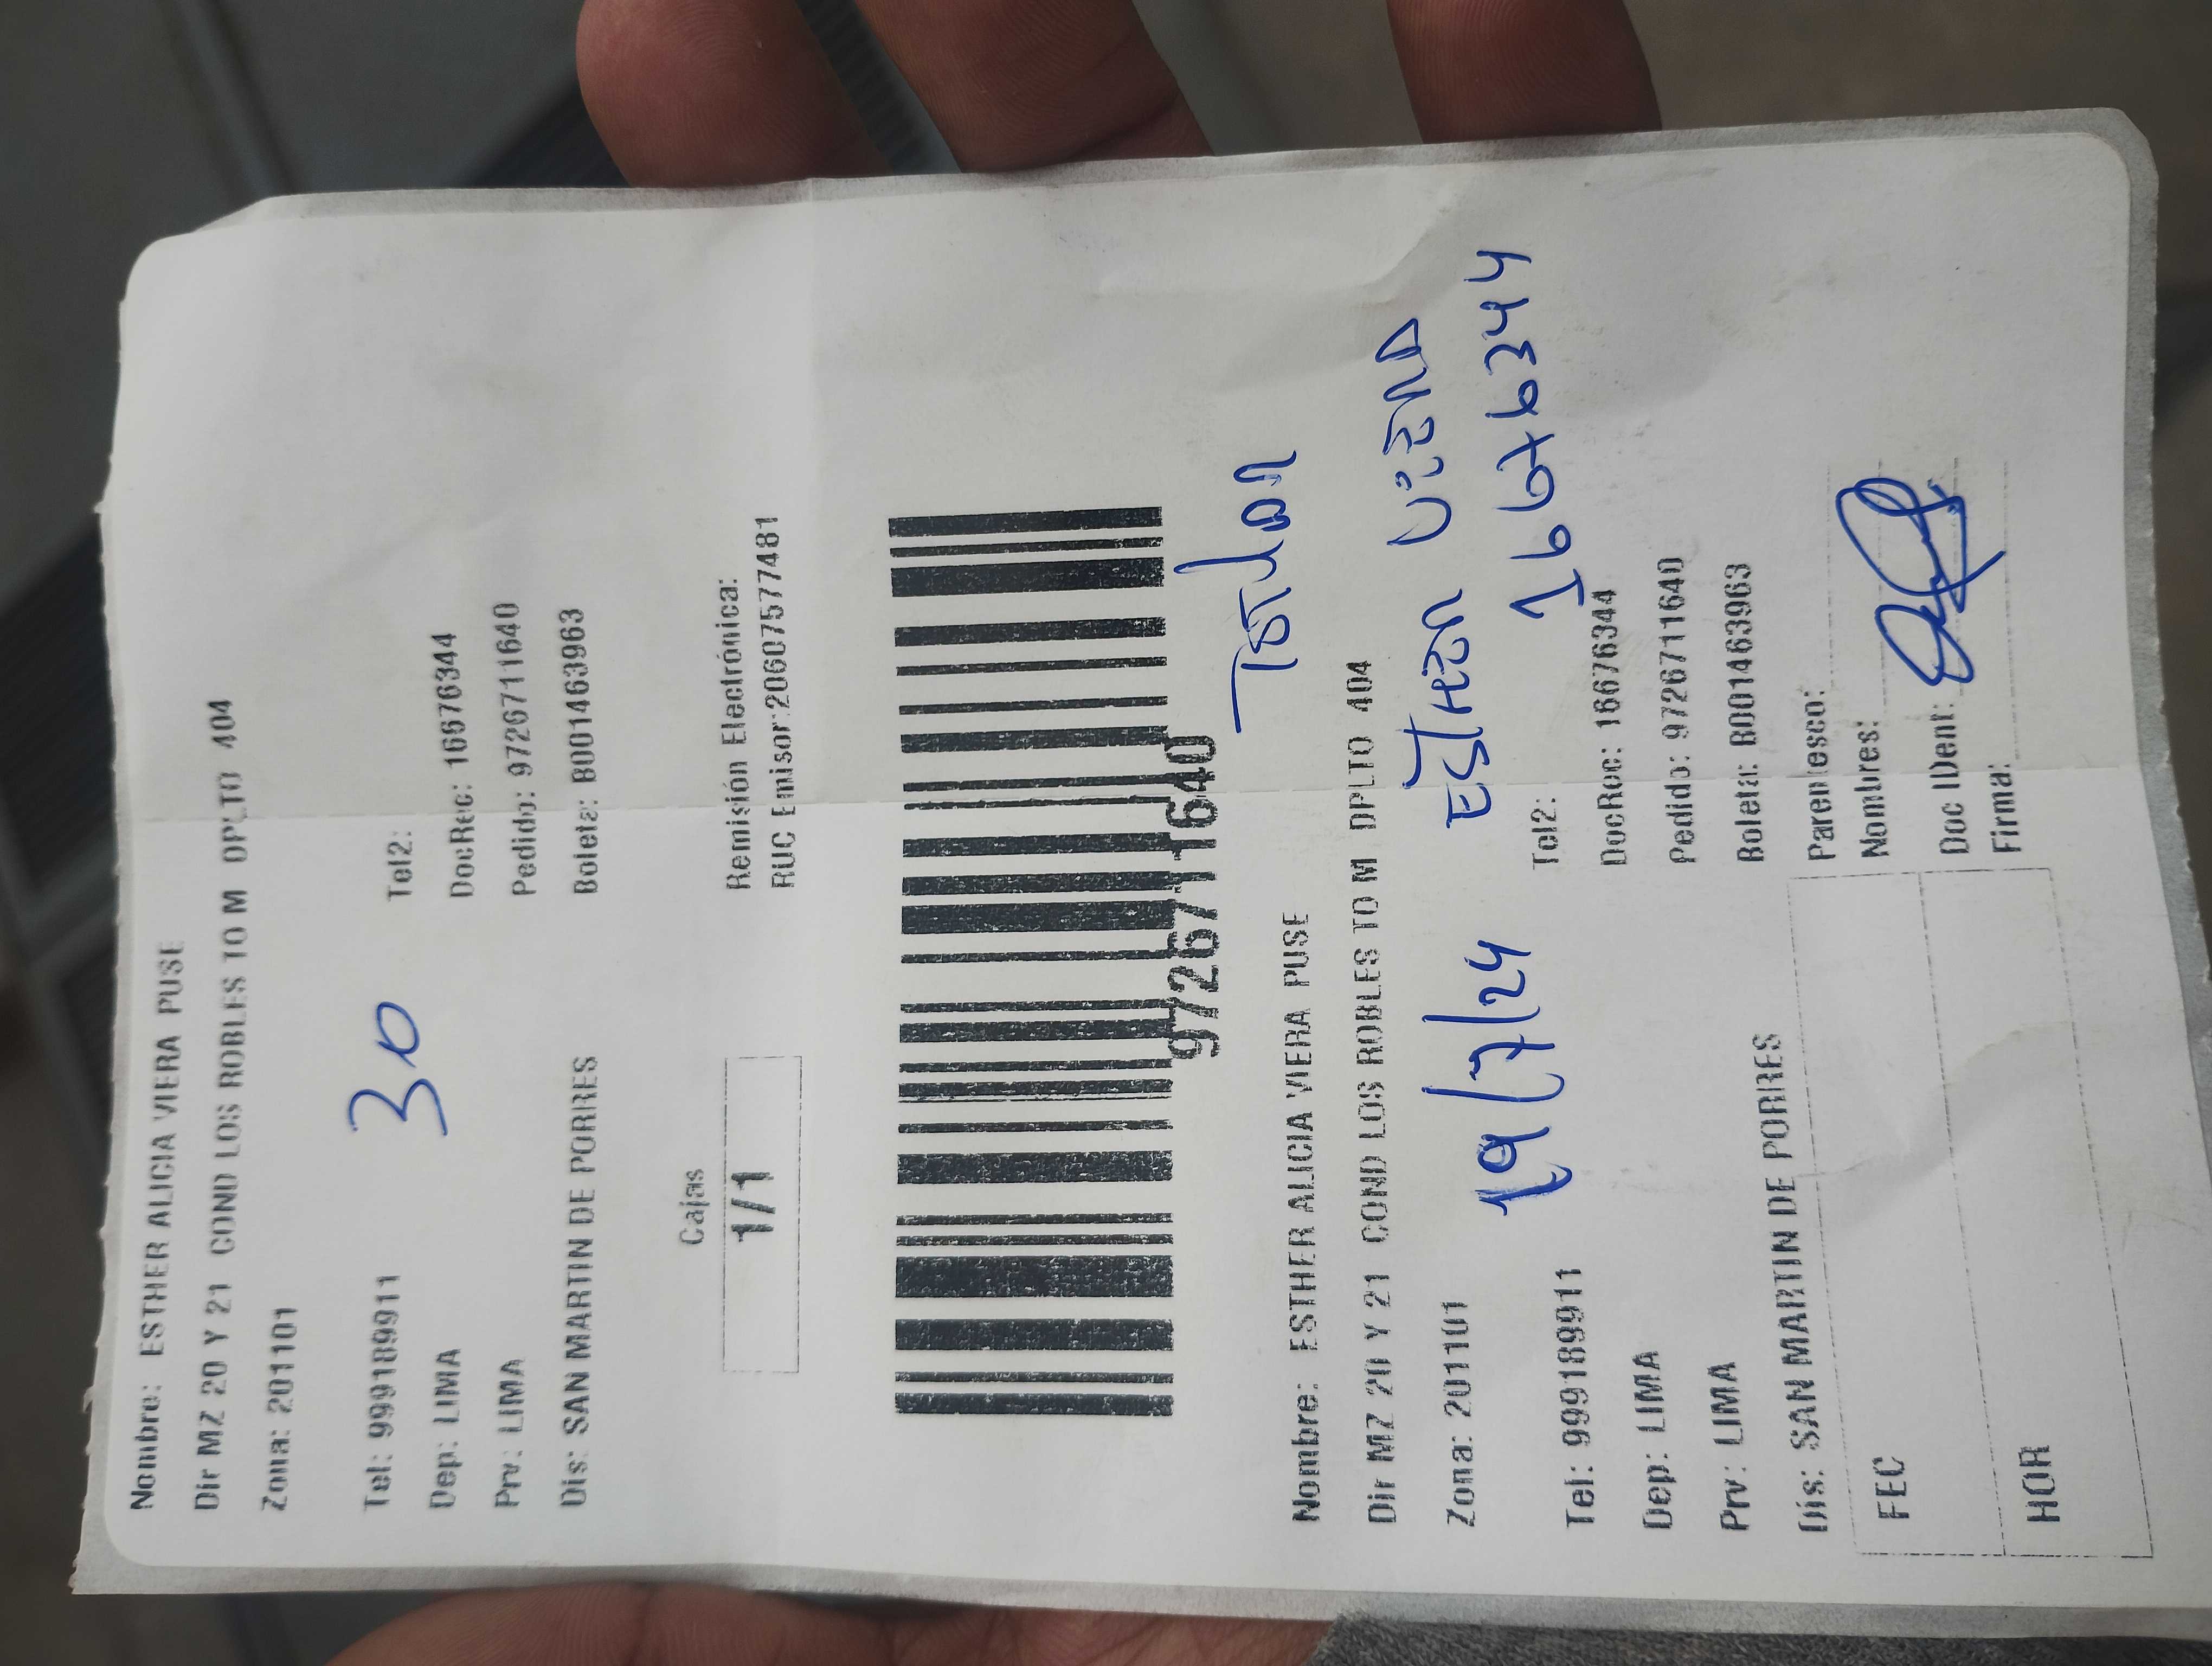 Nombre: ESTHER ALICIA VIERA PUSE
Dir MZ 20 Y 21 COND LOS ROBLES TO M DPLTO 404
Zona: 201101
30
Tel: 999189911 Tel2:
Dep: LIMA DocRec: 16676344
Prv: LIMA Pedido: 9726711640
Dis: SAN MARTIN DE PORRES Boleta: B001463963
Cajas Remisión Electrónica:
1/1 RUC Emisor:20607577481
9726711640
Nombre: ESTHER ALICIA VIERA PUSE
Dir MZ 20 Y 21 COND LOS ROBLES TO M DPLTO 404
Zona: 201101
19/7/24 ESTHER VIERA
16676344
Tel: 999189911 Tel2:
Dep: LIMA DocRec: 16676344
Prv: LIMA Pedido: 9726711640
Dis: SAN MARTIN DE PORRES Boleta: B001463963
FEC Parentesco:
Nombres:
HOR Doc IDent:
Firma: